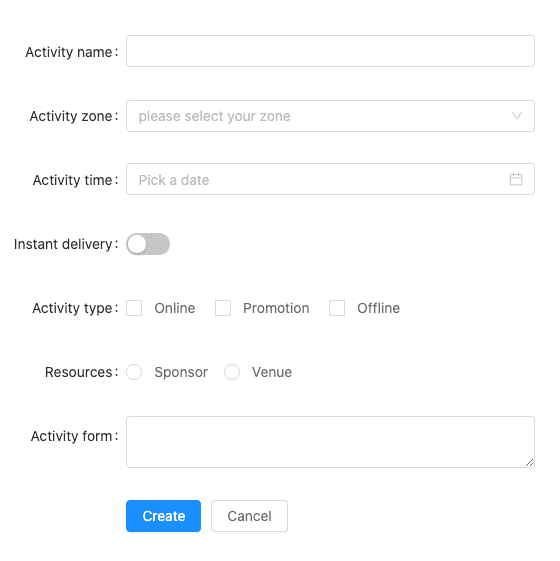 Activity name:
Activity zone: please select your zone
Activity time: Pick a date
Instant delivery:
Activity type: Online Promotion Offline
Resources: Sponsor Venue
Activity form:
Create Cancel